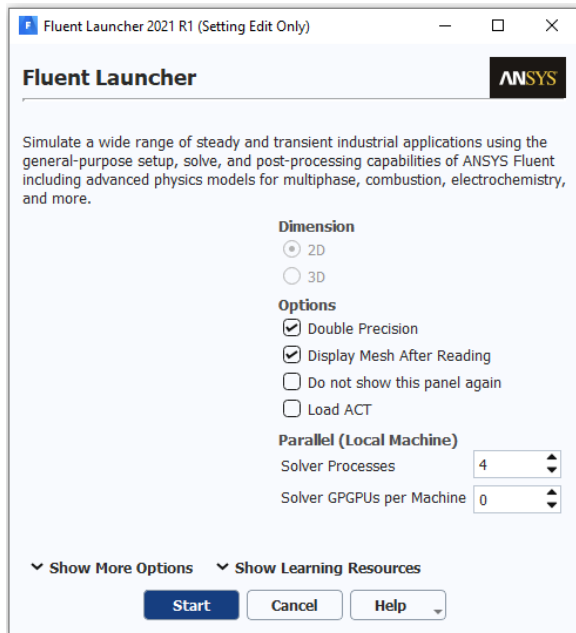 Fluent Launcher 2021 R1 (Setting Edit Only)
Fluent Launcher
ANSYS
Simulate a wide range of steady and transient industrial applications using the
general-purpose setup, solve, and post-processing capabilities of ANSYS Fluent
including advanced physics models for multiphase, combustion, electrochemistry,
and more.
Dimension
2D
3D
Options
Double Precision
Display Mesh After Reading
Do not show this panel again
Load ACT
Parallel (Local Machine)
Solver Processes 4
Solver GPGPUs per Machine 0
Show More Options Show Learning Resources
Start Cancel Help